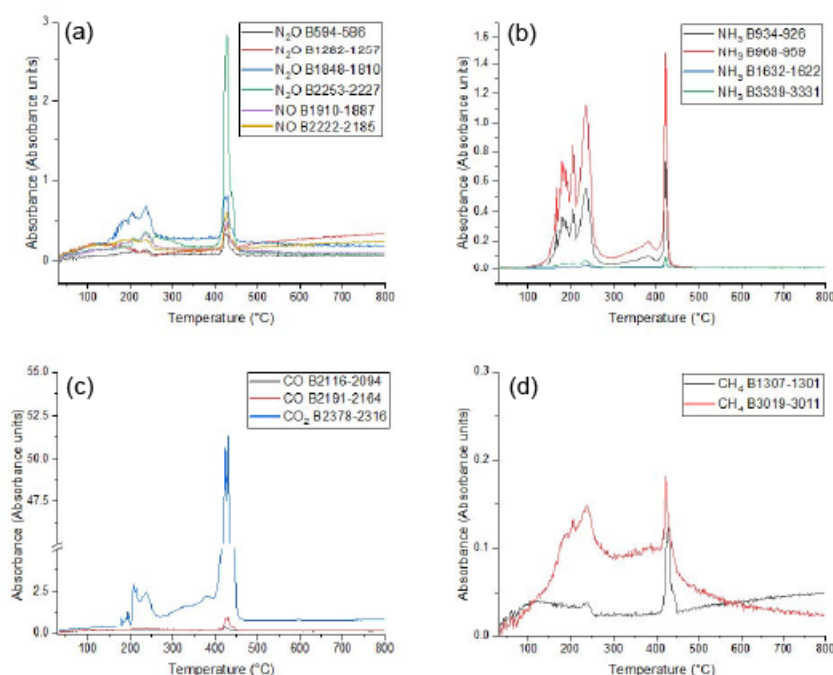 (a)
N₂O B594-586
N₂O B1282-1257
N₂O B1848-1810
N₂O B2253-2227
NO B1910-1887
NO B2222-2185
Absorbance (Absorbance units)
3
2
1
0
100 200 300 400 500 600 700 800
Temperature (°C)
(b)
NH₃ B934-926
NH₃ B968-959
NH₃ B1632-1622
NH₃ B3339-3331
Absorbance (Absorbance units)
1.6
1.4
1.2
1.0
0.8
0.6
0.4
0.2
0.0
100 200 300 400 500 600 700 800
Temperature (°C)
(c)
CO B2116-2094
CO B2191-2164
CO₂ B2378-2316
Absorbance (Absorbance units)
55.0
52.5
50.0
47.5
2.5
0.0
100 200 300 400 500 600 700 800
Temperature (°C)
(d)
CH₄ B1307-1301
CH₄ B3019-3011
Absorbance (Absorbance units)
0.3
0.2
0.1
0.0
100 200 300 400 500 600 700 800
Temperature (°C)